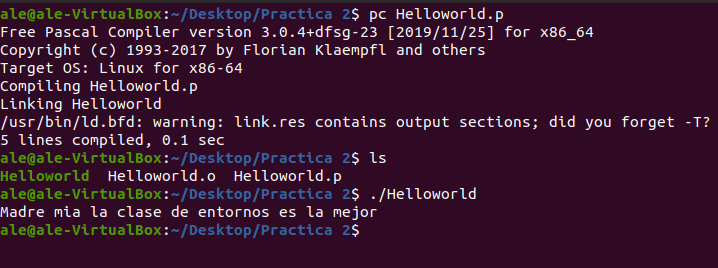 ale@ale-VirtualBox:~/Desktop/Practica 2$ pc Helloworld.p
Free Pascal Compiler version 3.0.4+dfsg-23 [2019/11/25] for x86_64
Copyright (c) 1993-2017 by Florian Klaempfl and others
Target OS: Linux for x86-64
Compiling Helloworld.p
Linking Helloworld
/usr/bin/ld.bfd: warning: link.res contains output sections; did you forget -T?
5 lines compiled, 0.1 sec
ale@ale-VirtualBox:~/Desktop/Practica 2$ ls
Helloworld  Helloworld.o  Helloworld.p
ale@ale-VirtualBox:~/Desktop/Practica 2$ ./Helloworld
Madre mia la clase de entornos es la mejor
ale@ale-VirtualBox:~/Desktop/Practica 2$